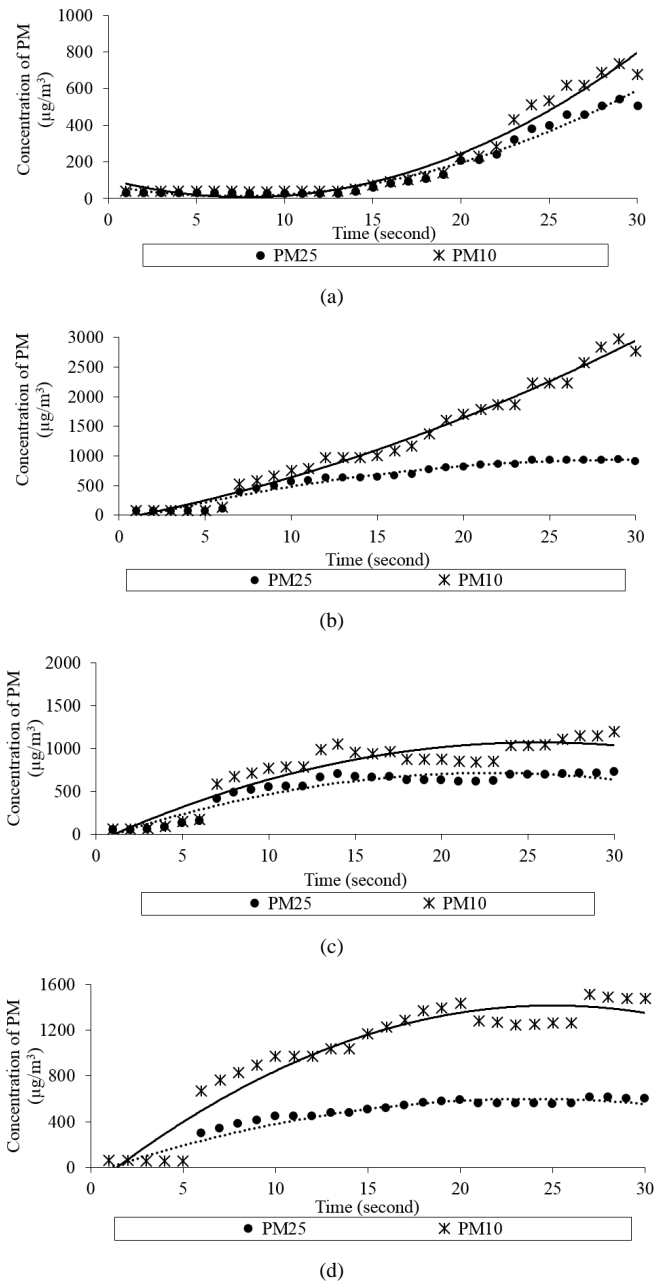 Concentration of PM
(µg/m³)
1000
800
600
400
200
0
0 5 10 15 20 25 30
Time (second)
PM25 PM10
(a)
Concentration of PM
(µg/m³)
3000
2500
2000
1500
1000
500
0
0 5 10 15 20 25 30
Time (second)
PM25 PM10
(b)
Concentration of PM
(µg/m³)
2000
1500
1000
500
0
0 5 10 15 20 25 30
Time (second)
PM25 PM10
(c)
Concentration of PM
(µg/m³)
1600
1200
800
400
0
0 5 10 15 20 25 30
Time (second)
PM25 PM10
(d)